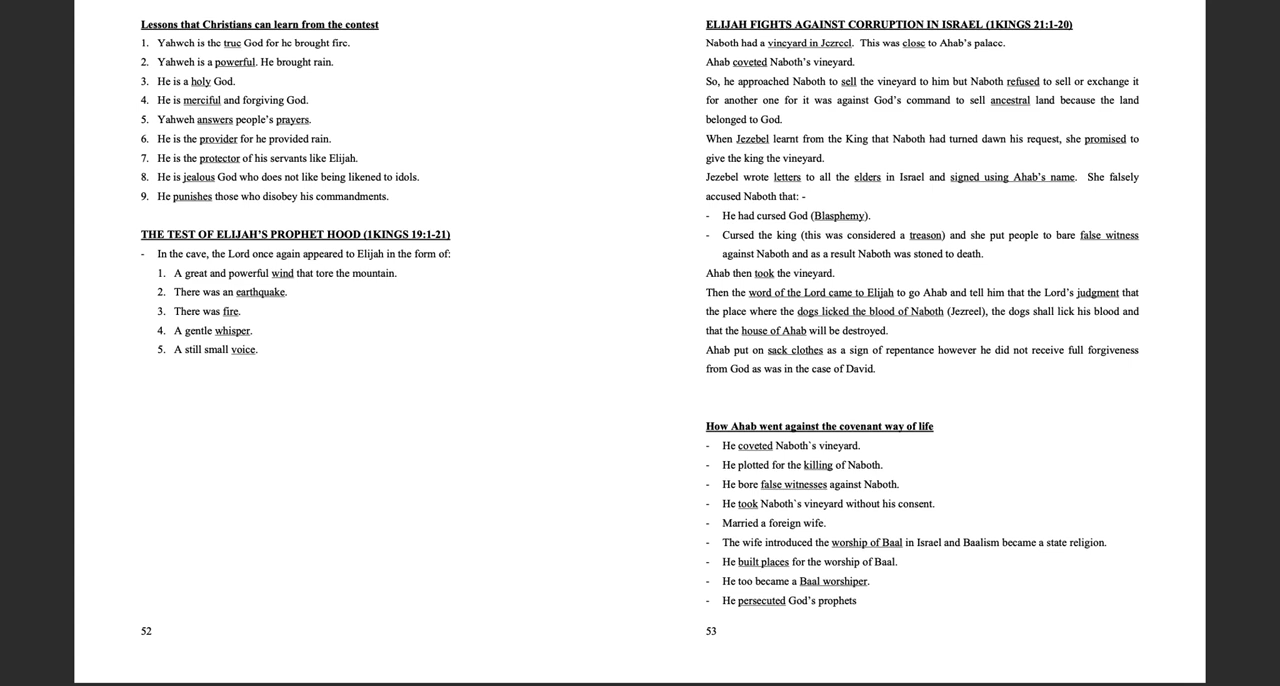 Lessons that Christians can learn from the contest
1. Yahweh is the true God for he brought fire.
2. Yahweh is a powerful. He brought rain.
3. He is a holy God.
4. He is merciful and forgiving God.
5. Yahweh answers people's prayers.
6. He is the provider for he provided rain.
7. He is the protector of his servants like Elijah.
8. He is jealous God who does not like being likened to idols.
9. He punishes those who disobey his commandments.
THE TEST OF ELIJAH'S PROPHET HOOD (1KINGS 19:1-21)
- In the cave, the Lord once again appeared to Elijah in the form of:
1. A great and powerful wind that tore the mountain.
2. There was an earthquake.
3. There was fire.
4. A gentle whisper.
5. A still small voice.
52
ELIJAH FIGHTS AGAINST CORRUPTION IN ISRAEL (1KINGS 21:1-20)
Naboth had a vineyard in Jezreel. This was close to Ahab's palace.
Ahab coveted Naboth's vineyard.
So, he approached Naboth to sell the vineyard to him but Naboth refused to sell or exchange it
for another one for it was against God's command to sell ancestral land because the land
belonged to God.
When Jezebel learnt from the King that Naboth had turned dawn his request, she promised to
give the king the vineyard.
Jezebel wrote letters to all the elders in Israel and signed using Ahab's name. She falsely
accused Naboth that: -
- He had cursed God (Blasphemy).
- Cursed the king (this was considered a treason) and she put people to bare false witness
against Naboth and as a result Naboth was stoned to death.
Ahab then took the vineyard.
Then the word of the Lord came to Elijah to go Ahab and tell him that the Lord's judgment that
the place where the dogs licked the blood of Naboth (Jezreel), the dogs shall lick his blood and
that the house of Ahab will be destroyed.
Ahab put on sack clothes as a sign of repentance however he did not receive full forgiveness
from God as was in the case of David.
How Ahab went against the covenant way of life
- He coveted Naboth`s vineyard.
- He plotted for the killing of Naboth.
- He bore false witnesses against Naboth.
- He took Naboth`s vineyard without his consent.
- Married a foreign wife.
- The wife introduced the worship of Baal in Israel and Baalism became a state religion.
- He built places for the worship of Baal.
- He too became a Baal worshiper.
- He persecuted God's prophets
53